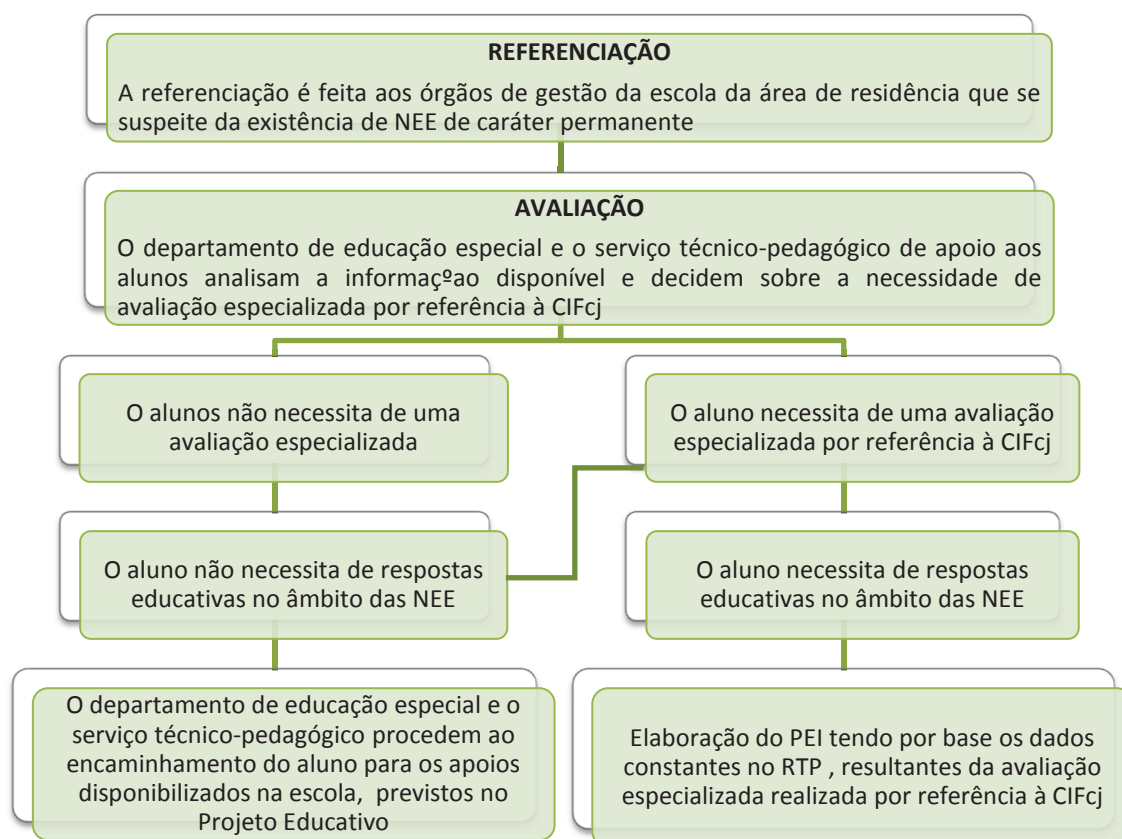 REFERENCIAÇÃO
A referenciação é feita aos órgãos de gestão da escola da área de residência que se
suspeite da existência de NEE de caráter permanente
AVALIAÇÃO
O departamento de educação especial e o serviço técnico-pedagógico de apoio aos
alunos analisam a informaçºao disponível e decidem sobre a necessidade de
avaliação especializada por referência à CIFcj
O alunos não necessita de uma
avaliação especializada
O aluno necessita de uma avaliação
especializada por referência à CIFcj
O aluno não necessita de respostas
educativas no âmbito das NEE
O aluno necessita de respostas
educativas no âmbito das NEE
O departamento de educação especial e o
serviço técnico-pedagógico procedem ao
encaminhamento do aluno para os apoios
disponibilizados na escola, previstos no
Projeto Educativo
Elaboração do PEI tendo por base os dados
constantes no RTP , resultantes da avaliação
especializada realizada por referência à CIFcj